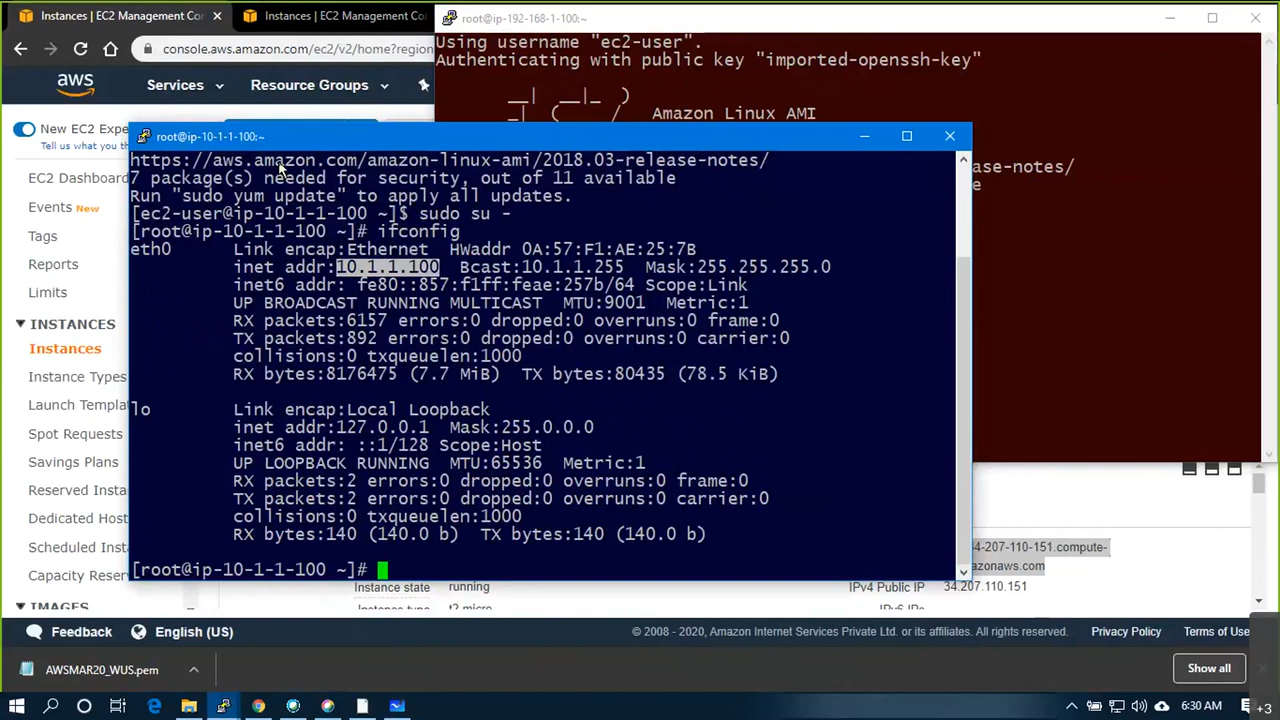 Instances | EC2 Management Con
Instances | EC2 Management Con
console.aws.amazon.com/ec2/v2/home?region
aws
Services
Resource Groups
New EC2 Expe
Tell us what you th
EC2 Dashboard
Events New
Tags
Reports
Limits
INSTANCES
Instances
Instance Types
Launch Templa
Spot Requests
Savings Plans
Reserved Insta
Dedicated Host
Scheduled Inst
Capacity Reser
IMAGES
root@ip-192-168-1-100:~
Using username "ec2-user".
Authenticating with public key "imported-openssh-key"
__| __|_ )
_| ( / Amazon Linux AMI
ease-notes/
e
root@ip-10-1-1-100:~
https://aws.amazon.com/amazon-linux-ami/2018.03-release-notes/
7 package(s) needed for security, out of 11 available
Run "sudo yum update" to apply all updates.
[ec2-user@ip-10-1-1-100 ~]$ sudo su -
[root@ip-10-1-1-100 ~]# ifconfig
eth0 Link encap:Ethernet HWaddr 0A:57:F1:AE:25:7B
inet addr:10.1.1.100 Bcast:10.1.1.255 Mask:255.255.255.0
inet6 addr: fe80::857:f1ff:feae:257b/64 Scope:Link
UP BROADCAST RUNNING MULTICAST MTU:9001 Metric:1
RX packets:6157 errors:0 dropped:0 overruns:0 frame:0
TX packets:892 errors:0 dropped:0 overruns:0 carrier:0
collisions:0 txqueuelen:1000
RX bytes:8176475 (7.7 MiB) TX bytes:80435 (78.5 KiB)
lo Link encap:Local Loopback
inet addr:127.0.0.1 Mask:255.0.0.0
inet6 addr: ::1/128 Scope:Host
UP LOOPBACK RUNNING MTU:65536 Metric:1
RX packets:2 errors:0 dropped:0 overruns:0 frame:0
TX packets:2 errors:0 dropped:0 overruns:0 carrier:0
collisions:0 txqueuelen:1000
RX bytes:140 (140.0 b) TX bytes:140 (140.0 b)
[root@ip-10-1-1-100 ~]#
34-207-110-151.compute-
azonaws.com
Instance state running IPv4 Public IP 34.207.110.151
Instance type t2.micro IPv6 IPs
Feedback
English (US)
© 2008 - 2020, Amazon Internet Services Private Ltd. or its affiliates. All rights reserved.
Privacy Policy
Terms of Use
AWSMAR20_WUS.pem
Show all
6:30 AM
+3